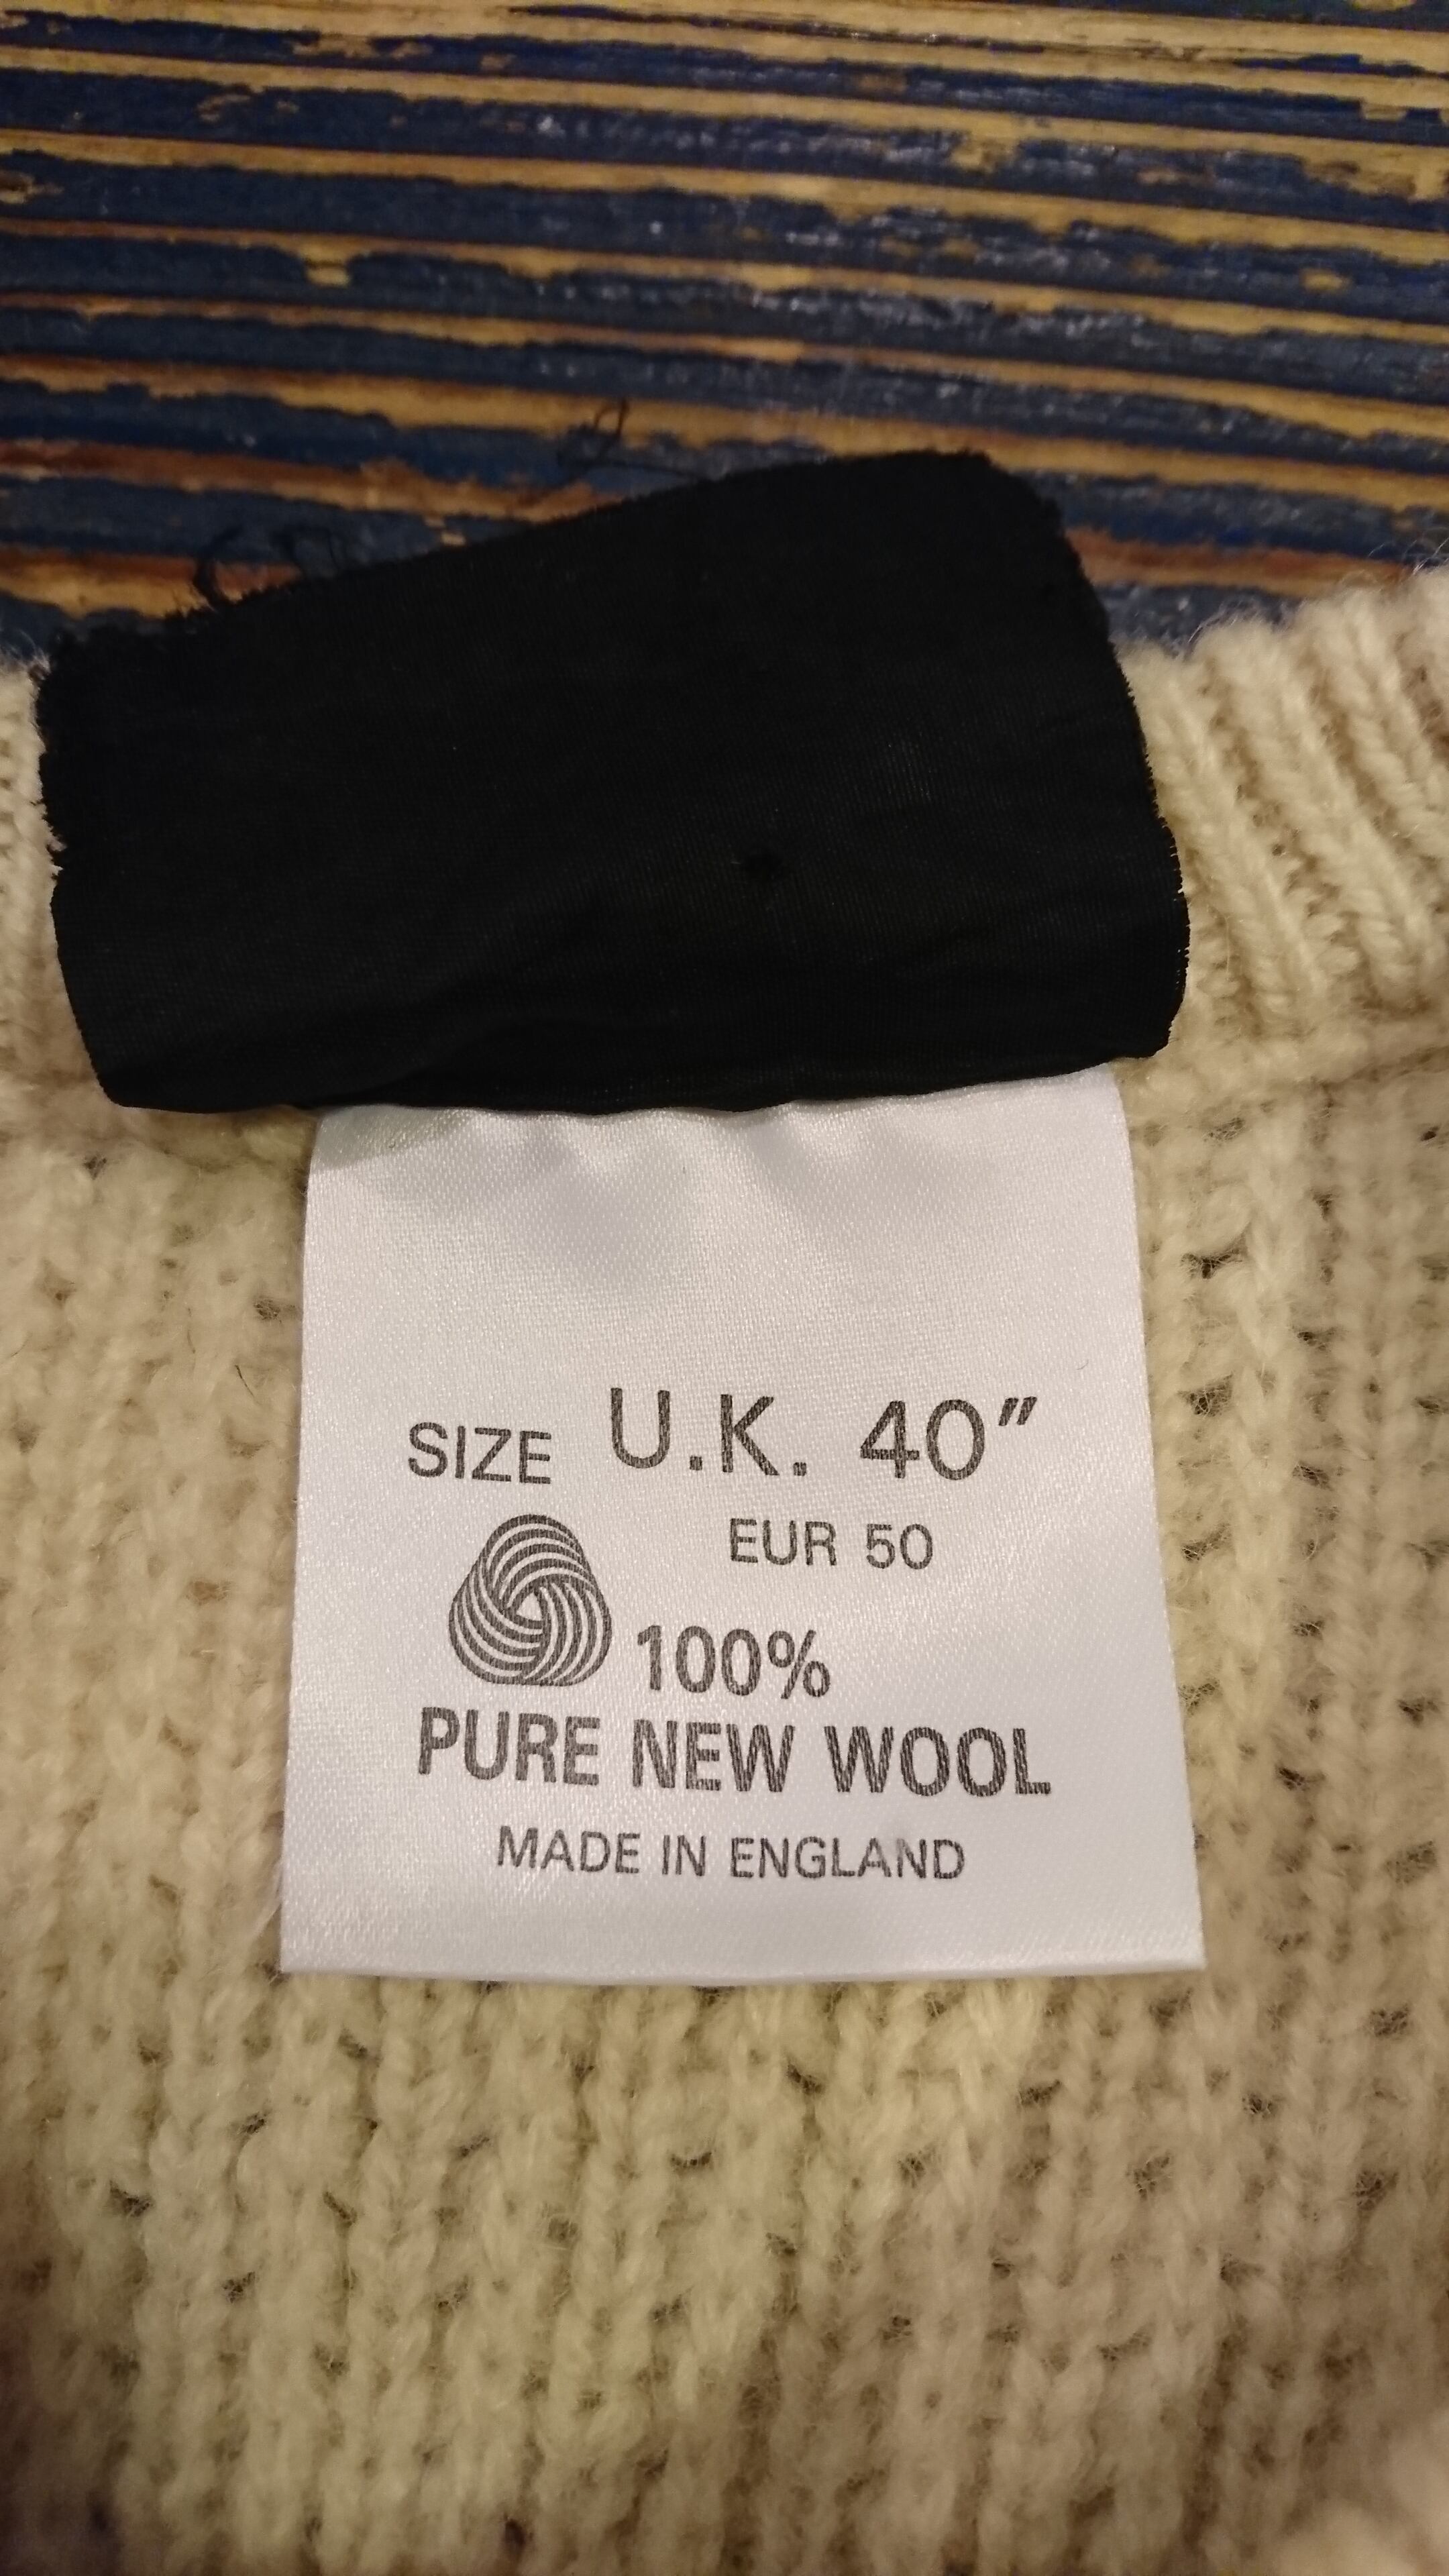 SIZE U.K. 40"
EUR 50
100%
PURE NEW WOOL
MADE IN ENGLAND